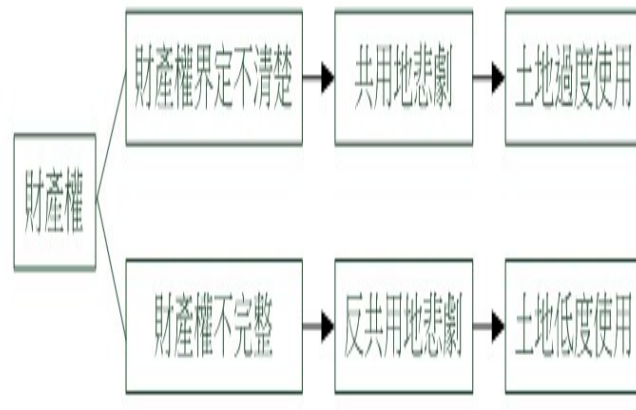 財產權
財產權界定不清楚
共用地悲劇
土地過度使用
財產權不完整
反共用地悲劇
土地低度使用